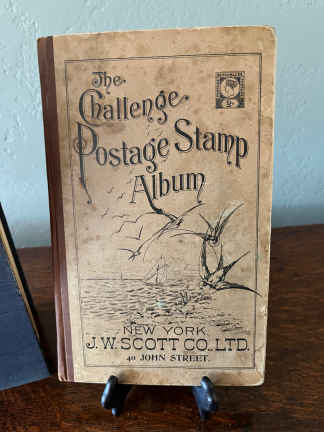 The
Challenge
Postage Stamp
Album
NEW YORK.
J. W. SCOTT CO., LTD.
40 JOHN STREET.